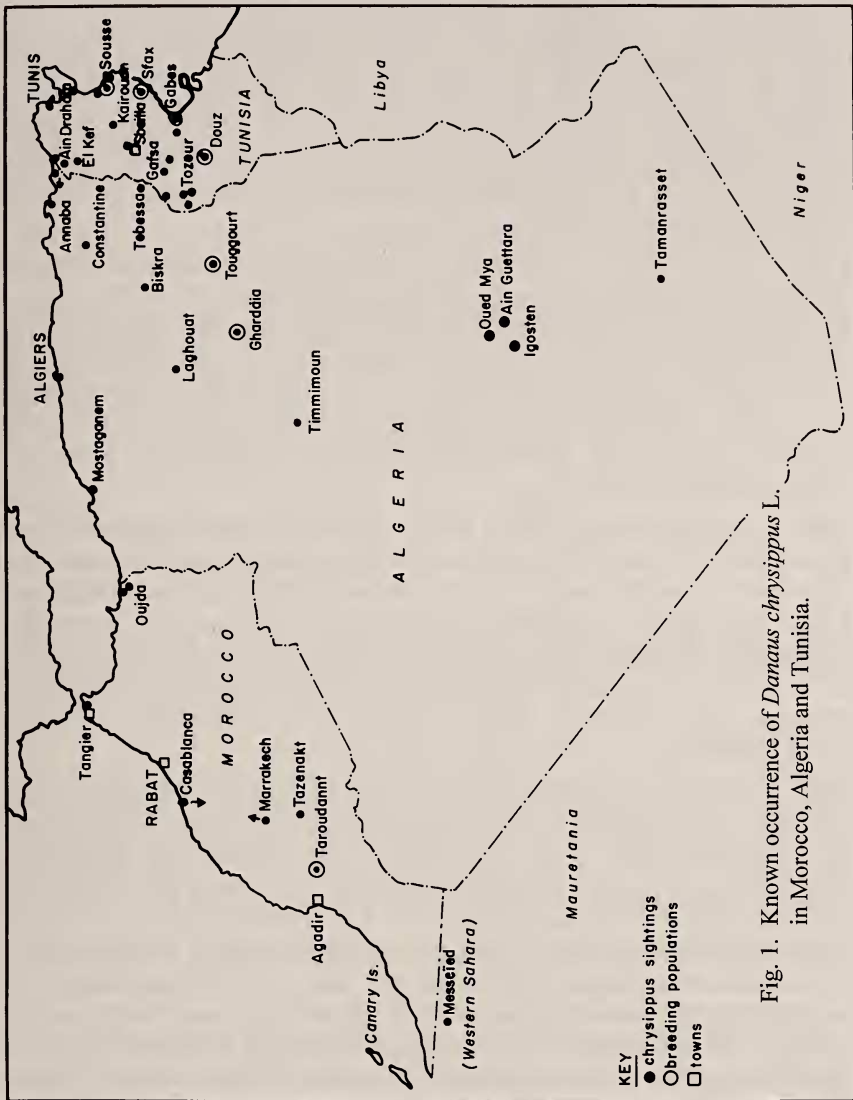 TUNIS
Sousse
Ain Draham
Kairouan
Sfax
El Kef
Sbeitla
Gabes
Annaba
Gafsa
Constantine
Tozeur
Douz
TUNISIA
Tebessa
Libya
Biskra
Touggourt
ALGIERS
Ghardaïa
Laghouat
Mostaganem
Timmimoun
Oued Mya
Ain Guettara
Igosten
Tamanrasset
Niger
ALGERIA
Oujda
Tangier
MOROCCO
RABAT
Casablanca
Marrakech
Tazenakt
Taroudannt
Agadir
Mauretania
Canary Is.
Messeïed
(Western Sahara)
KEY
chrysippus sightings
breeding populations
towns
Fig. 1. Known occurrence of Danaus chrysippus L.
in Morocco, Algeria and Tunisia.